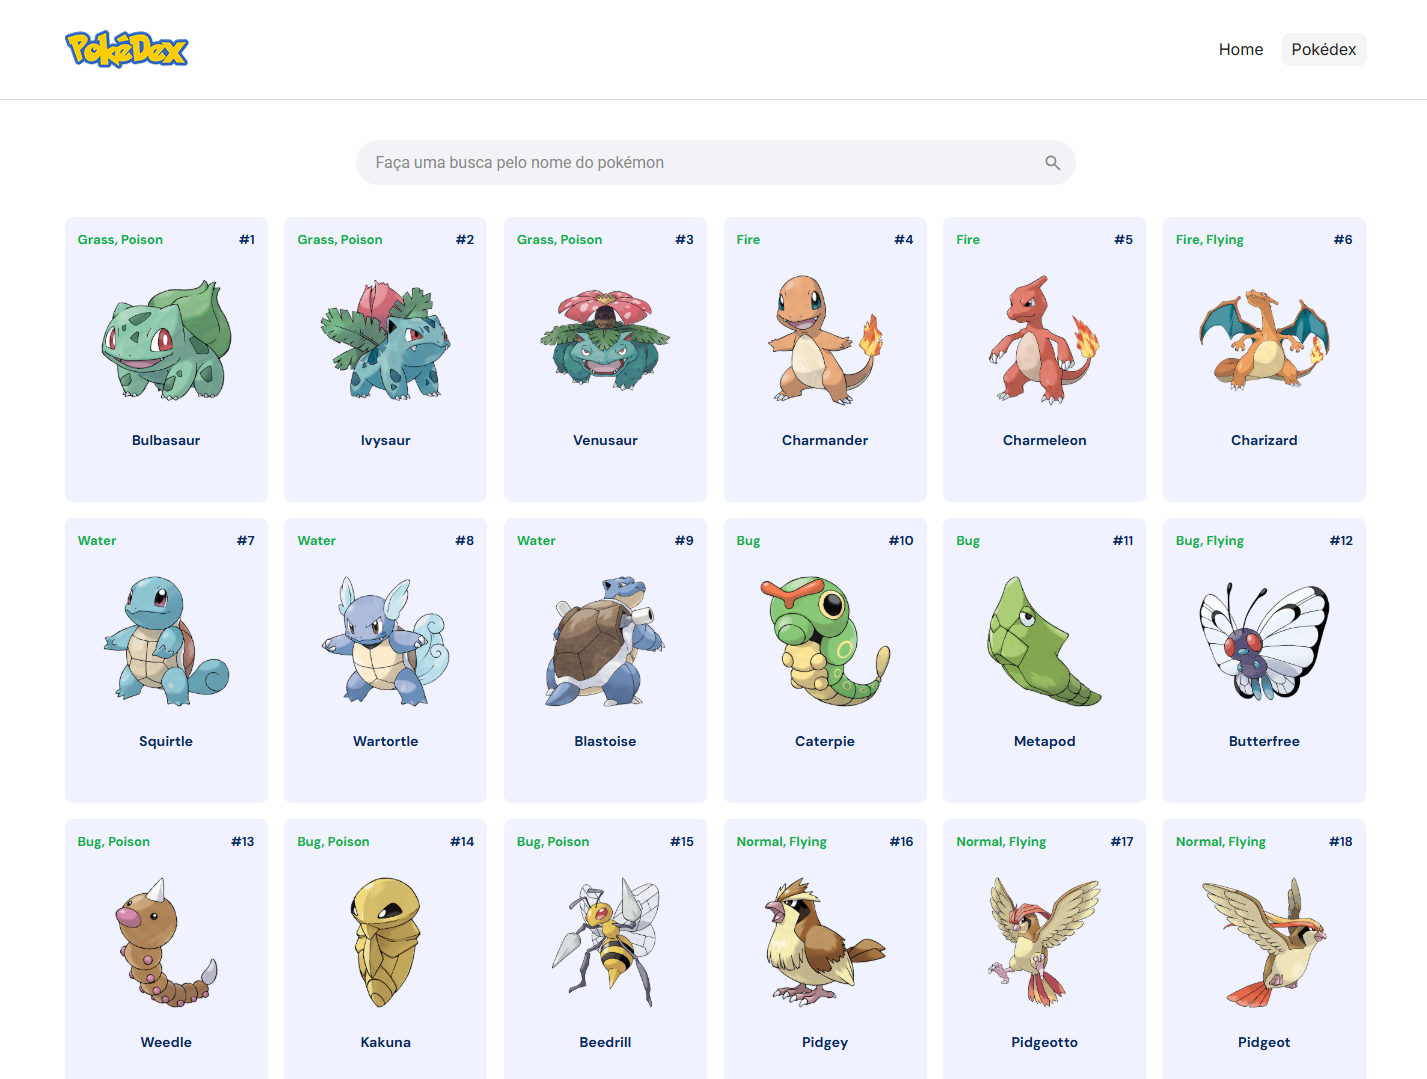 PokéDex
Home
Pokédex
Faça uma busca pelo nome do pokémon
Grass, Poison #1
Bulbasaur
Grass, Poison #2
Ivysaur
Grass, Poison #3
Venusaur
Fire #4
Charmander
Fire #5
Charmeleon
Fire, Flying #6
Charizard
Water #7
Squirtle
Water #8
Wartortle
Water #9
Blastoise
Bug #10
Caterpie
Bug #11
Metapod
Bug, Flying #12
Butterfree
Bug, Poison #13
Weedle
Bug, Poison #14
Kakuna
Bug, Poison #15
Beedrill
Normal, Flying #16
Pidgey
Normal, Flying #17
Pidgeotto
Normal, Flying #18
Pidgeot